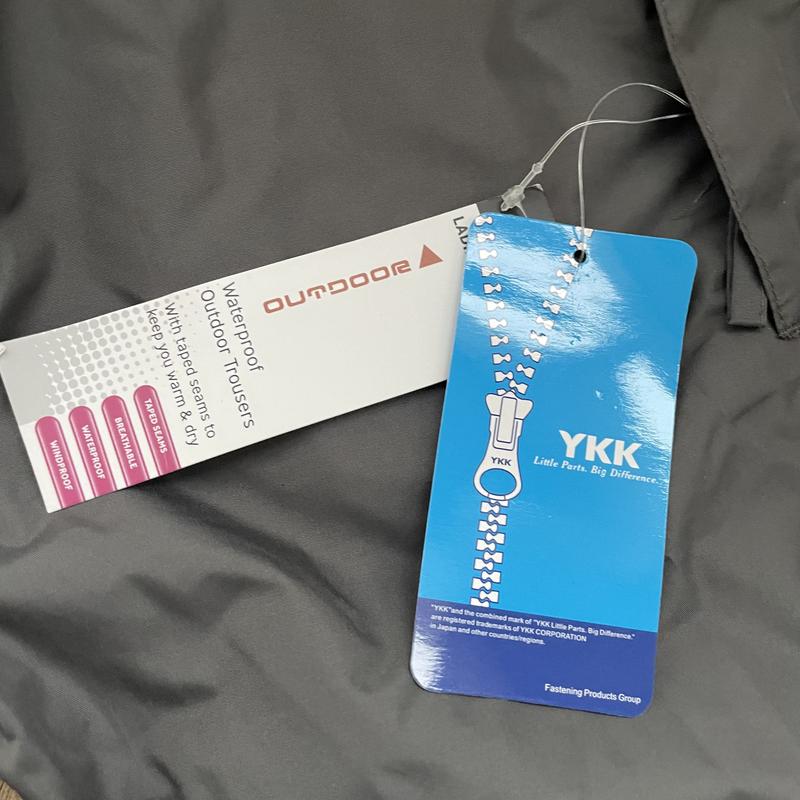 OUTDOOR
Waterproof
Outdoor Trousers
With taped seams to
keep you warm & dry
TAPED SEAMS
BREATHABLE
WATERPROOF
WINDPROOF
YKK
YKK
Little Parts. Big Difference.
"YKK"and the combined mark of "YKK Little Parts. Big Difference."
are registered trademarks of YKK CORPORATION
in Japan and other countries/regions.
Fastening Products Group